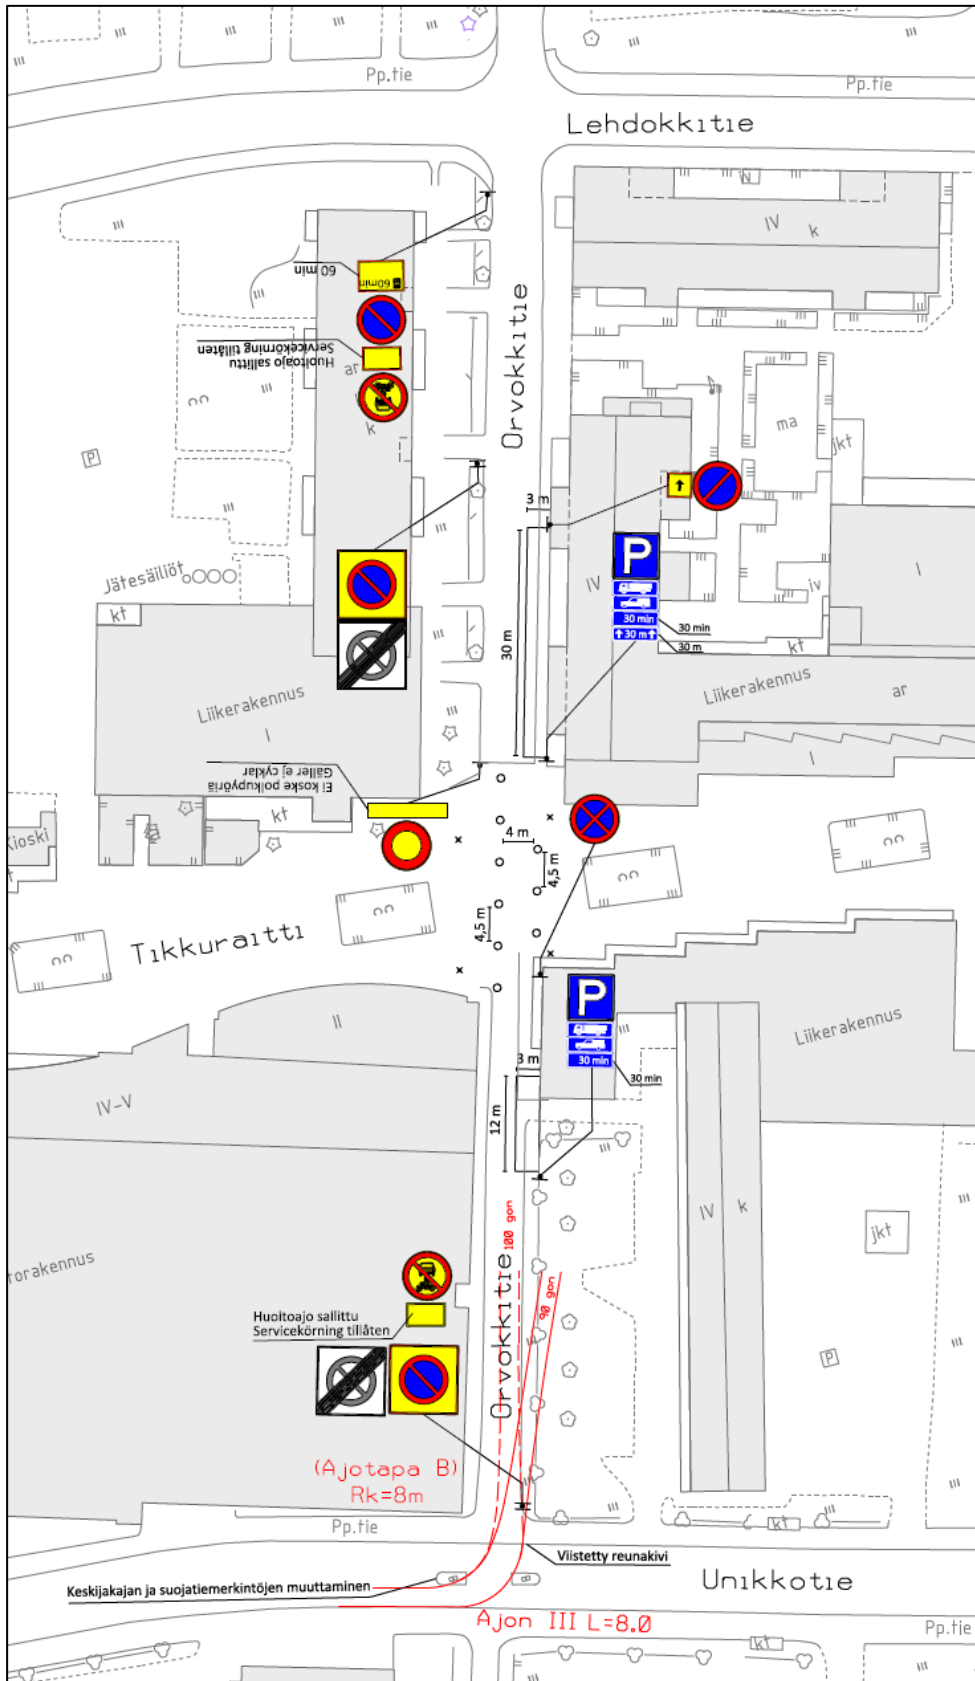 Pp.tie
Pp.tie
Lehdokkitie
IV
k
60 min
60min
Huoltoajo sallittu
Servicekörning tillåten
ar
k
Orvokkitie
ma
jkt
P
3 m
P
30 min
30 m
30 min
30 m
IV
I
iv
kt
Jätesäiliöt
kt
30 m
Liikerakennus
I
Liikerakennus
ar
I
Ei koske polkupyöriä
Gäller ej cyklar
kt
Kioski
4 m
4,5 m
4,5 m
Tikkuraitti
P
30 min
30 min
3 m
II
Liikerakennus
IV-V
12 m
IV
k
jkt
100 gon
90 gon
torakennus
Orvokkitie
Huoltoajo sallittu
Servicekörning tillåten
P
(Ajotapa B)
Rk=8m
Pp.tie
kt
Viistetty reunakivi
Keskijakajan ja suojatiemerkintöjen muuttaminen
Unikkotie
Ajon III L=8.0
Pp.tie
kt